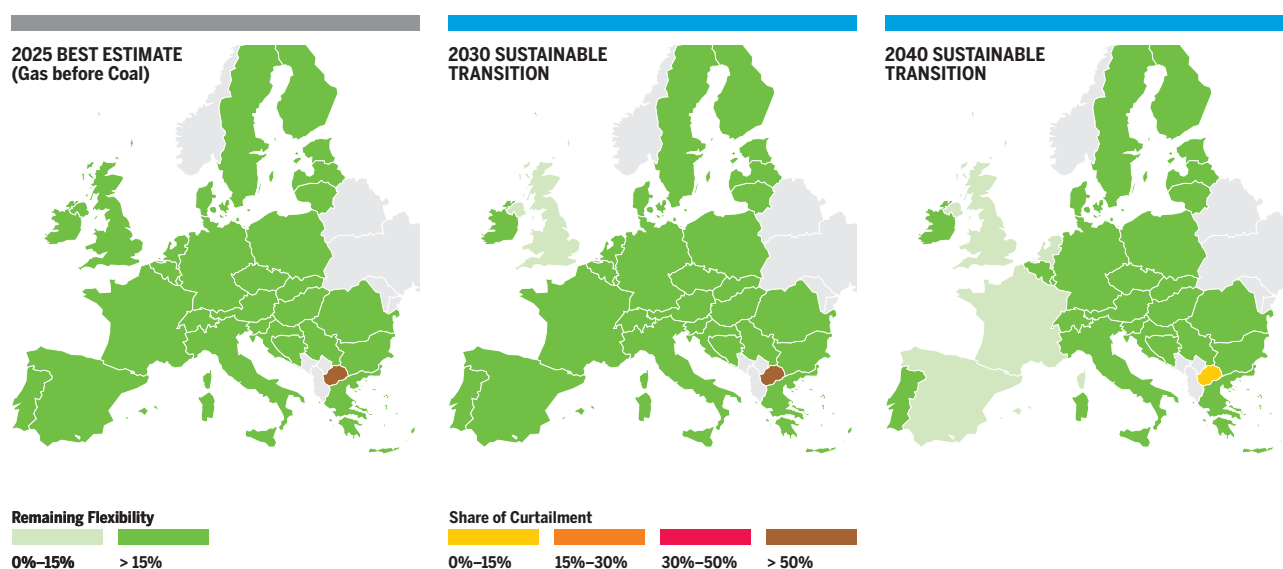 2025 BEST ESTIMATE
(Gas before Coal)
2030 SUSTAINABLE
TRANSITION
2040 SUSTAINABLE
TRANSITION
Remaining Flexibility
0%–15%
> 15%
Share of Curtailment
0%–15%
15%–30%
30%–50%
> 50%